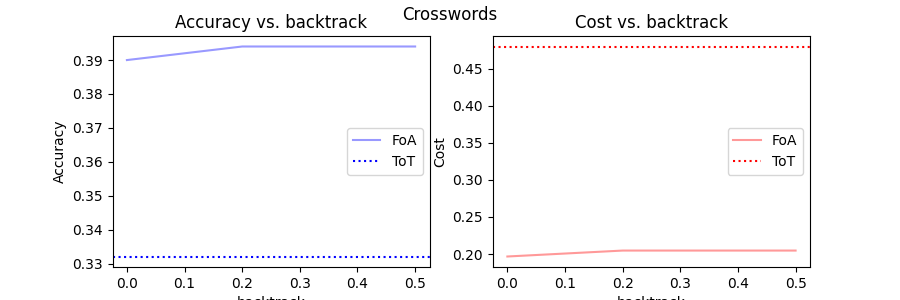 Crosswords
Accuracy vs. backtrack
Accuracy
0.39
0.38
0.37
0.36
0.35
0.34
0.33
0.0 0.1 0.2 0.3 0.4 0.5
backtrack
FoA
ToT
Cost vs. backtrack
Cost
0.45
0.40
0.35
0.30
0.25
0.20
0.0 0.1 0.2 0.3 0.4 0.5
backtrack
FoA
ToT